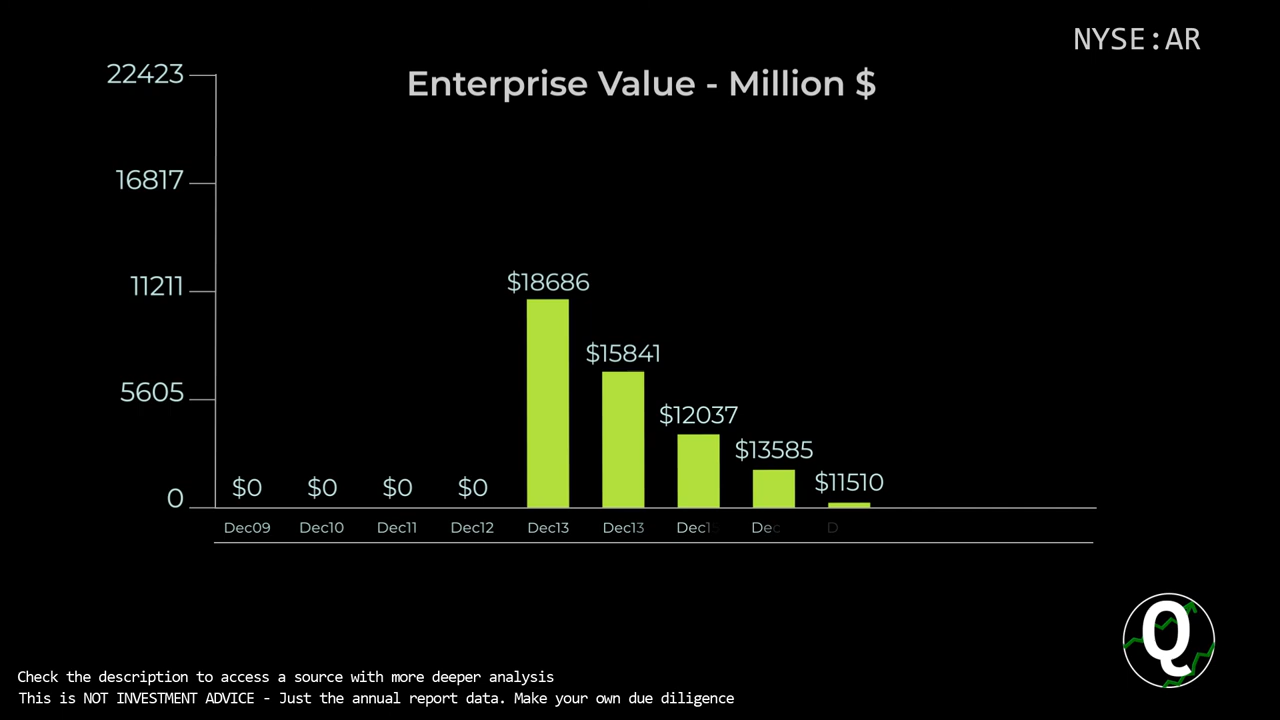 NYSE:AR
Enterprise Value - Million $
22423
16817
11211
5605
0
$0 $0 $0 $0 $18686 $15841 $12037 $13585 $11510
Dec09 Dec10 Dec11 Dec12 Dec13 Dec13 Dec1 Dec D
Q
Check the description to access a source with more deeper analysis
This is NOT INVESTMENT ADVICE - Just the annual report data. Make your own due diligence